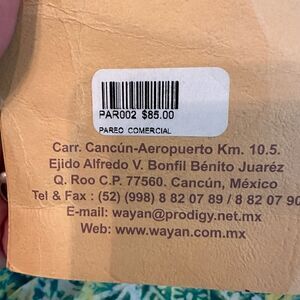 PAR002 $85.00
PAREO COMERCIAL
Carr. Cancún-Aeropuerto Km. 10.5.
Ejido Alfredo V. Bonfil Bénito Juaréz
Q. Roo C.P. 77560. Cancún, México
Tel & Fax : (52) (998) 8 82 07 89 / 8 82 07 90
E-mail: wayan@prodigy.net.mx
Web: www.wayan.com.mx